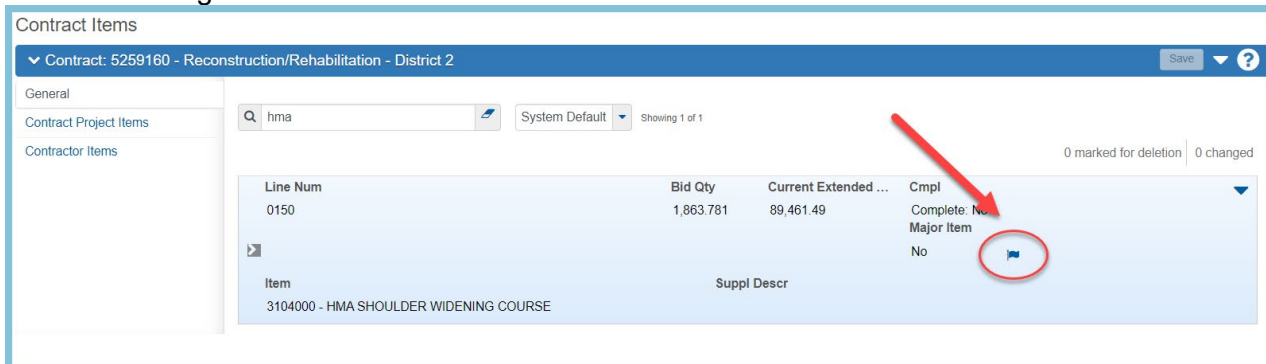 Contract Items
Contract: 5259160 - Reconstruction/Rehabilitation - District 2 Save ?
General
Contract Project Items
Contractor Items
hma System Default Showing 1 of 1
0 marked for deletion 0 changed
Line Num Bid Qty Current Extended ... Cmpl
0150 1,863.781 89,461.49 Complete: No
Major Item
No
Item Suppl Descr
3104000 - HMA SHOULDER WIDENING COURSE